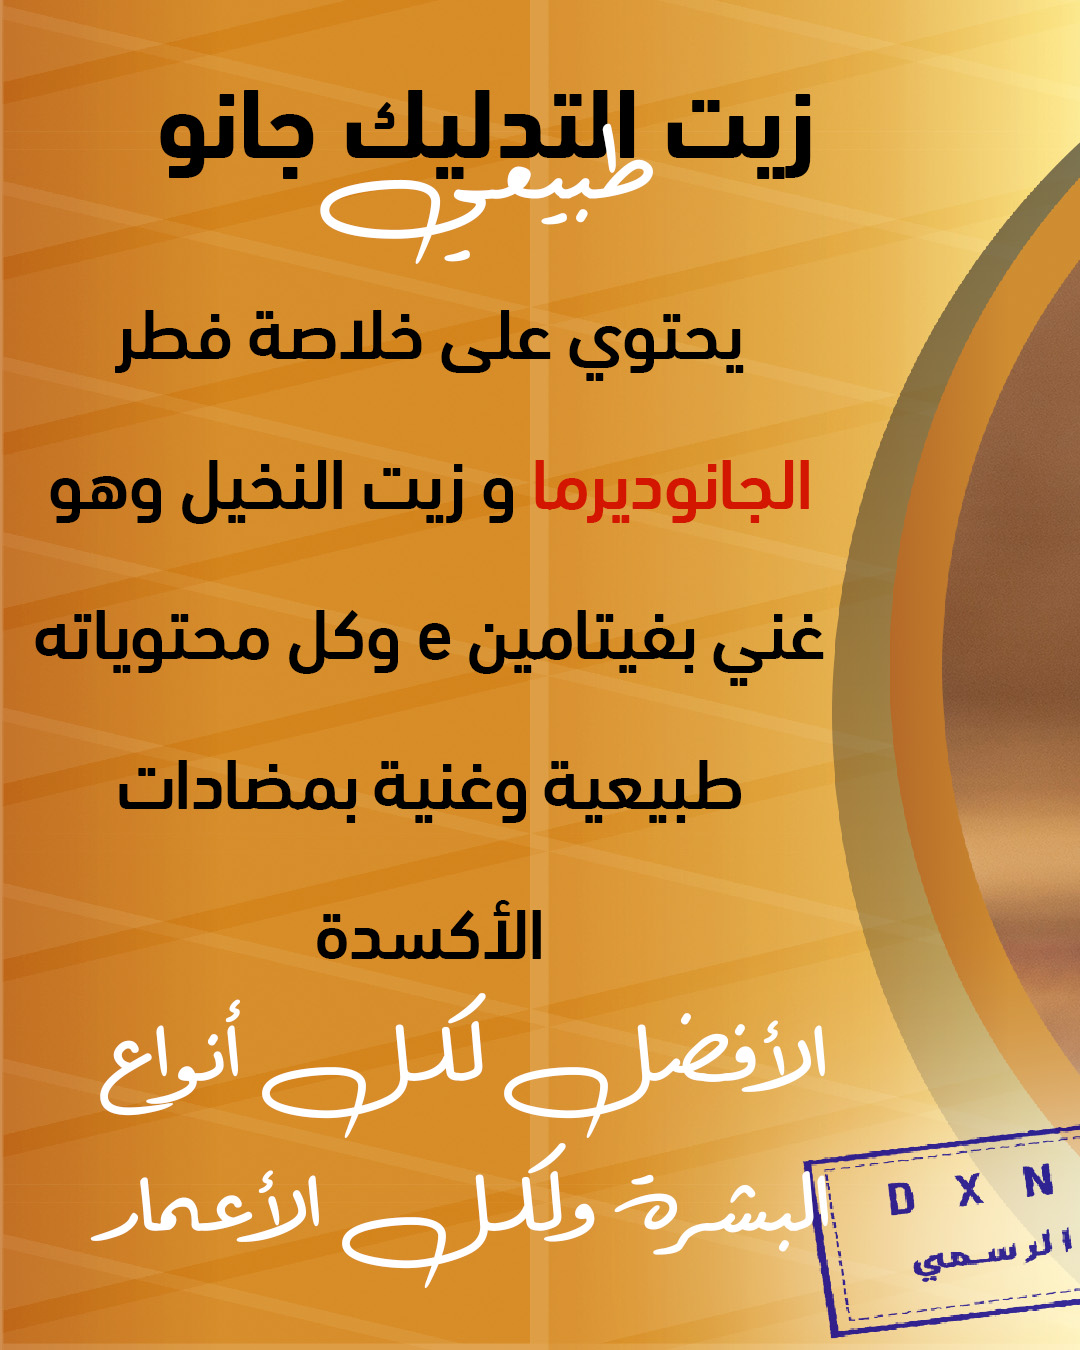 زيت التدليك جانو
طبيعي
يحتوي على خلاصة فطر
الجانوديرما و زيت النخيل وهو
غني بفيتامين e وكل محتوياته
طبيعية وغنية بمضادات
الأكسدة
الأفضل لكل أنواع
البشرة ولكل الأعمار
D X N
الرسمي